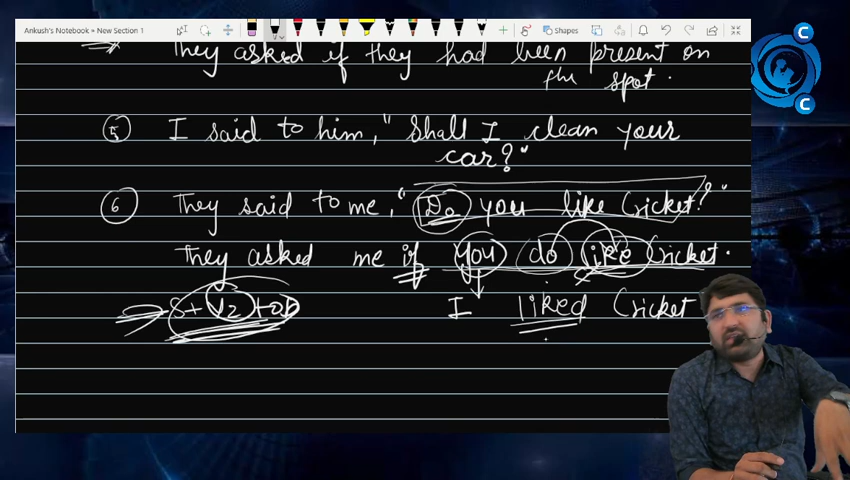 Ankush's Notebook » New Section 1
Shapes
They asked if they had been present on
the spot.
5 I said to him, "Shall I clean your
car?"
6 They said to me, "Do you like Cricket?"
they asked me if you do like Cricket.
S+V2+ob I liked Cricket